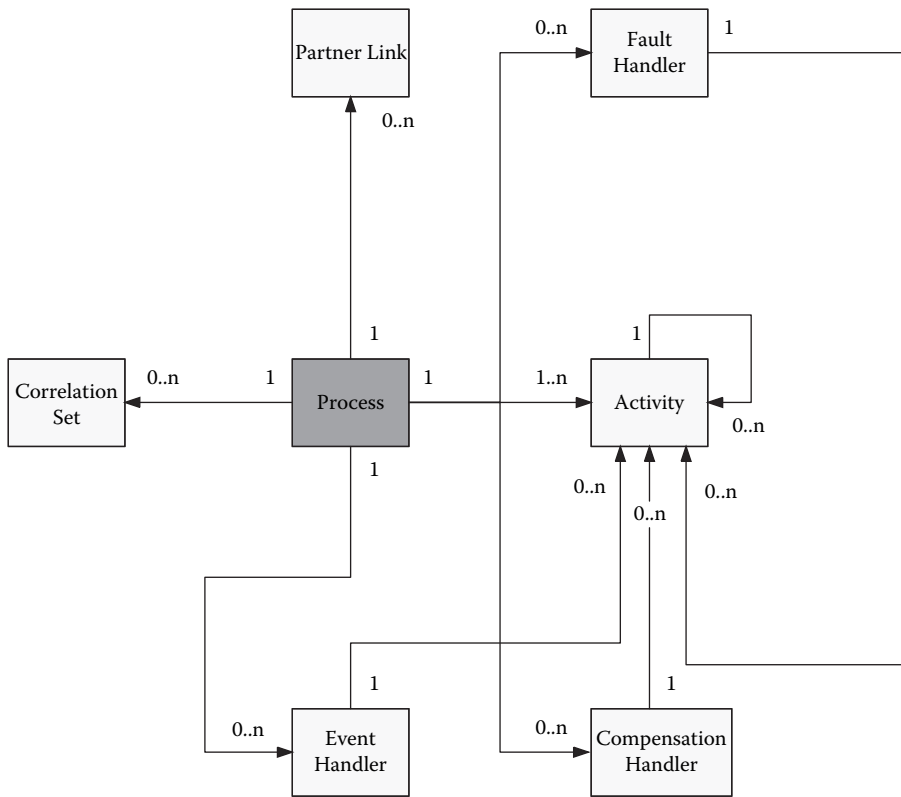 Partner Link
0..n
0..n
Fault
Handler
1
1
1
Correlation
Set
0..n
1
Process
1
1..n
Activity
0..n
1
0..n
0..n
0..n
1
1
0..n
Event
Handler
0..n
Compensation
Handler